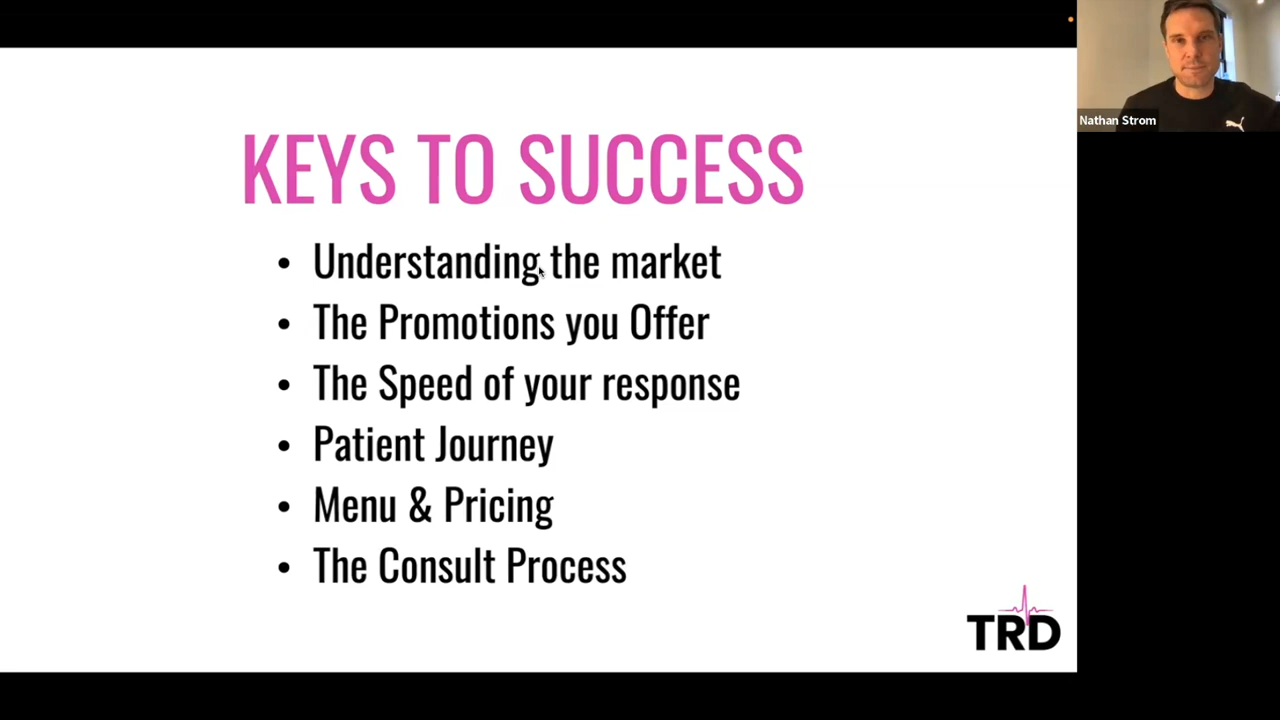 KEYS TO SUCCESS
• Understanding the market
• The Promotions you Offer
• The Speed of your response
• Patient Journey
• Menu & Pricing
• The Consult Process
TRD
Nathan Strom